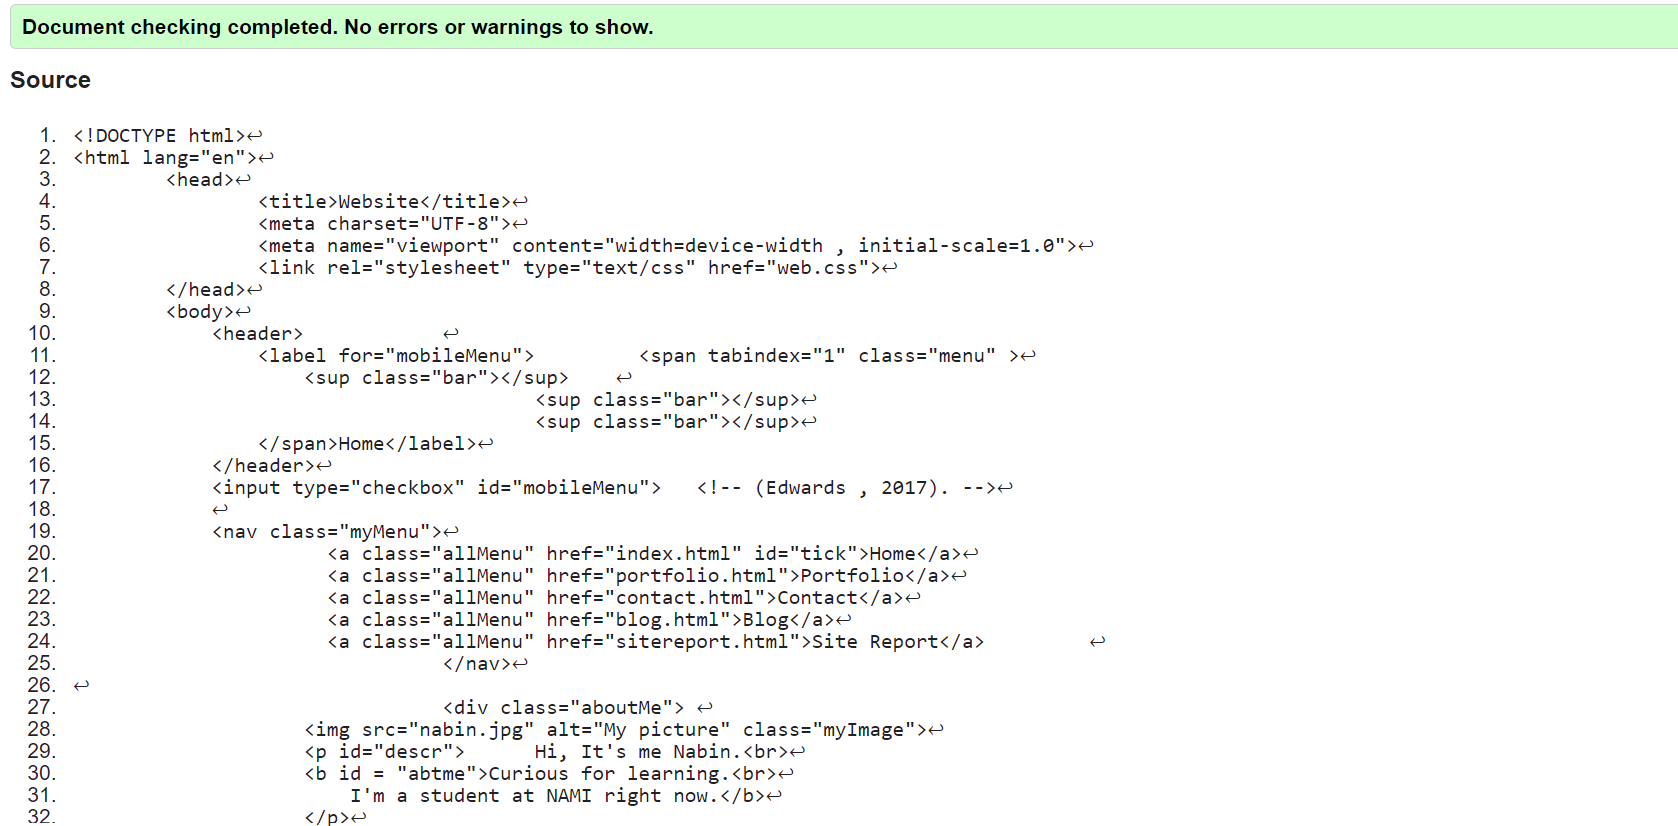 Document checking completed. No errors or warnings to show.
Source
1. <!DOCTYPE html>↩
2. <html lang="en">↩
3. <head>↩
4. <title>Website</title>↩
5. <meta charset="UTF-8">↩
6. <meta name="viewport" content="width=device-width , initial-scale=1.0">↩
7. <link rel="stylesheet" type="text/css" href="web.css">↩
8. </head>↩
9. <body>↩
10. <header> ↩
11. <label for="mobileMenu"> <span tabindex="1" class="menu" >↩
12. <sup class="bar"></sup> ↩
13. <sup class="bar"></sup>↩
14. <sup class="bar"></sup>↩
15. </span>Home</label>↩
16. </header>↩
17. <input type="checkbox" id="mobileMenu"> <!-- (Edwards , 2017). -->↩
18. ↩
19. <nav class="myMenu">↩
20. <a class="allMenu" href="index.html" id="tick">Home</a>↩
21. <a class="allMenu" href="portfolio.html">Portfolio</a>↩
22. <a class="allMenu" href="contact.html">Contact</a>↩
23. <a class="allMenu" href="blog.html">Blog</a>↩
24. <a class="allMenu" href="sitereport.html">Site Report</a> ↩
25. </nav>↩
26. ↩
27. <div class="aboutMe"> ↩
28. <img src="nabin.jpg" alt="My picture" class="myImage">↩
29. <p id="descr"> Hi, It's me Nabin.<br>↩
30. <b id = "abtme">Curious for learning.<br>↩
31. I'm a student at NAMI right now.</b>↩
32. </p>↩